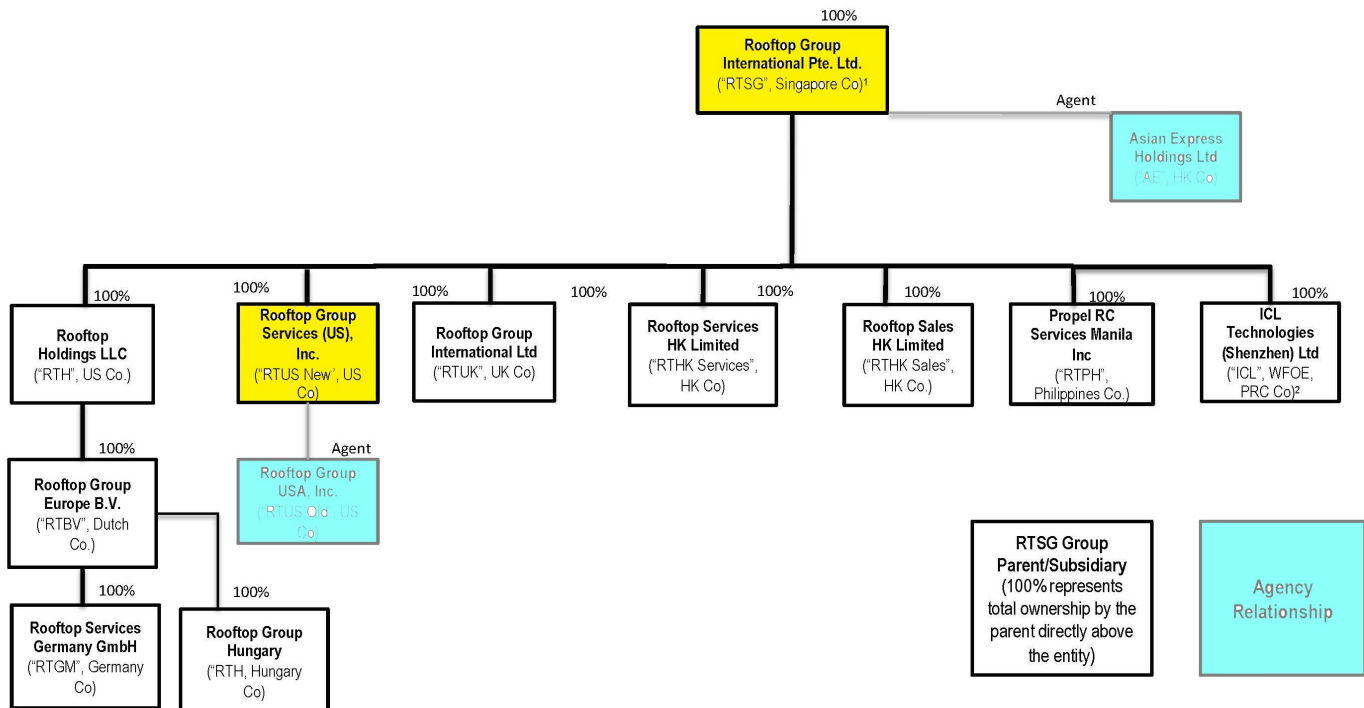 100%
Rooftop Group
International Pte. Ltd.
(“RTSG”, Singapore Co)¹
Agent
Asian Express
Holdings Ltd
(“AE”, HK Co)
100%
Rooftop
Holdings LLC
(“RTH”, US Co.)
100%
100%
Rooftop Group
Services (US),
Inc.
(“RTUS New’, US
Co)
100%
Rooftop Group
International Ltd
(“RTUK”, UK Co)
100%
Rooftop Services
HK Limited
(“RTHK Services”,
HK Co)
100%
100%
Rooftop Sales
HK Limited
(“RTHK Sales”,
HK Co.)
100%
Propel RC
Services Manila
Inc
(“RTPH”,
Philippines Co.)
100%
ICL
Technologies
(Shenzhen) Ltd
(“ICL”, WFOE,
PRC Co)²
100%
Rooftop Group
Europe B.V.
(“RTBV”, Dutch
Co.)
Agent
Rooftop Group
USA, Inc.
(“RTUS Old”, US
Co)
100%
Rooftop Services
Germany GmbH
(“RTGM”, Germany
Co)
100%
Rooftop Group
Hungary
(“RTH, Hungary
Co)
RTSG Group
Parent/Subsidiary
(100% represents
total ownership by the
parent directly above
the entity)
Agency
Relationship